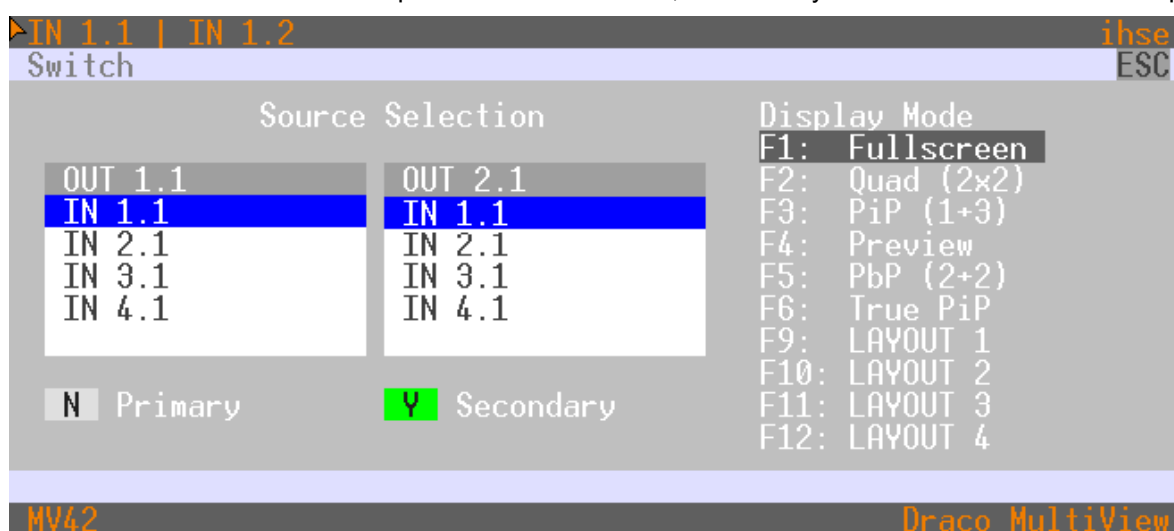 IN 1.1 | IN 1.2 ihse
Switch ESC
Source Selection
OUT 1.1
IN 1.1
IN 2.1
IN 3.1
IN 4.1
N Primary
OUT 2.1
IN 1.1
IN 2.1
IN 3.1
IN 4.1
Y Secondary
Display Mode
F1: Fullscreen
F2: Quad (2x2)
F3: PiP (1+3)
F4: Preview
F5: PbP (2+2)
F6: True PiP
F9: LAYOUT 1
F10: LAYOUT 2
F11: LAYOUT 3
F12: LAYOUT 4
MV42 Draco MultiView